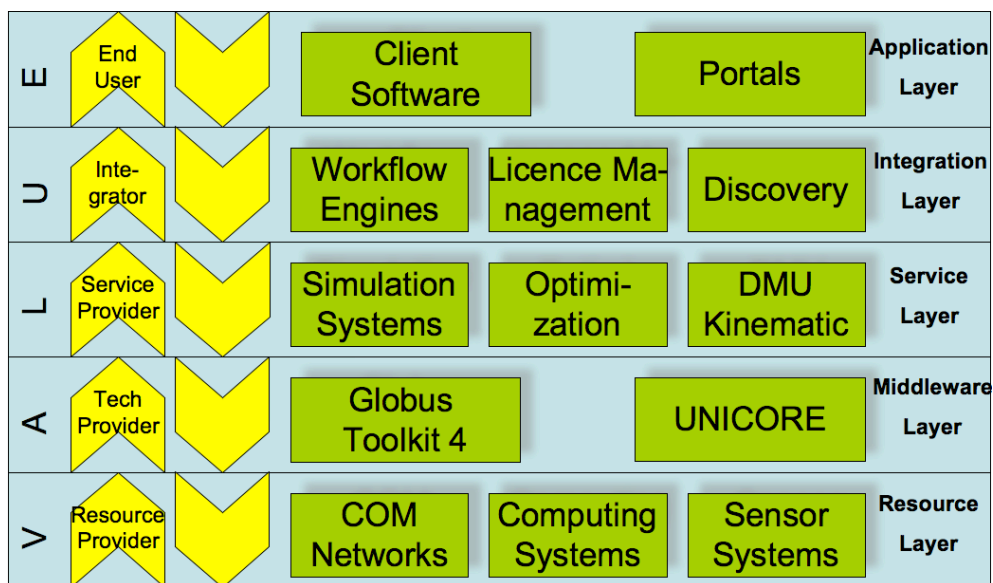 E
End
User
Client
Software
Portals
Application
Layer
U
Inte-
grator
Workflow
Engines
Licence Ma-
nagement
Discovery
Integration
Layer
L
Service
Provider
Simulation
Systems
Optimi-
zation
DMU
Kinematic
Service
Layer
A
Tech
Provider
Globus
Toolkit 4
UNICORE
Middleware
Layer
V
Resource
Provider
COM
Networks
Computing
Systems
Sensor
Systems
Resource
Layer